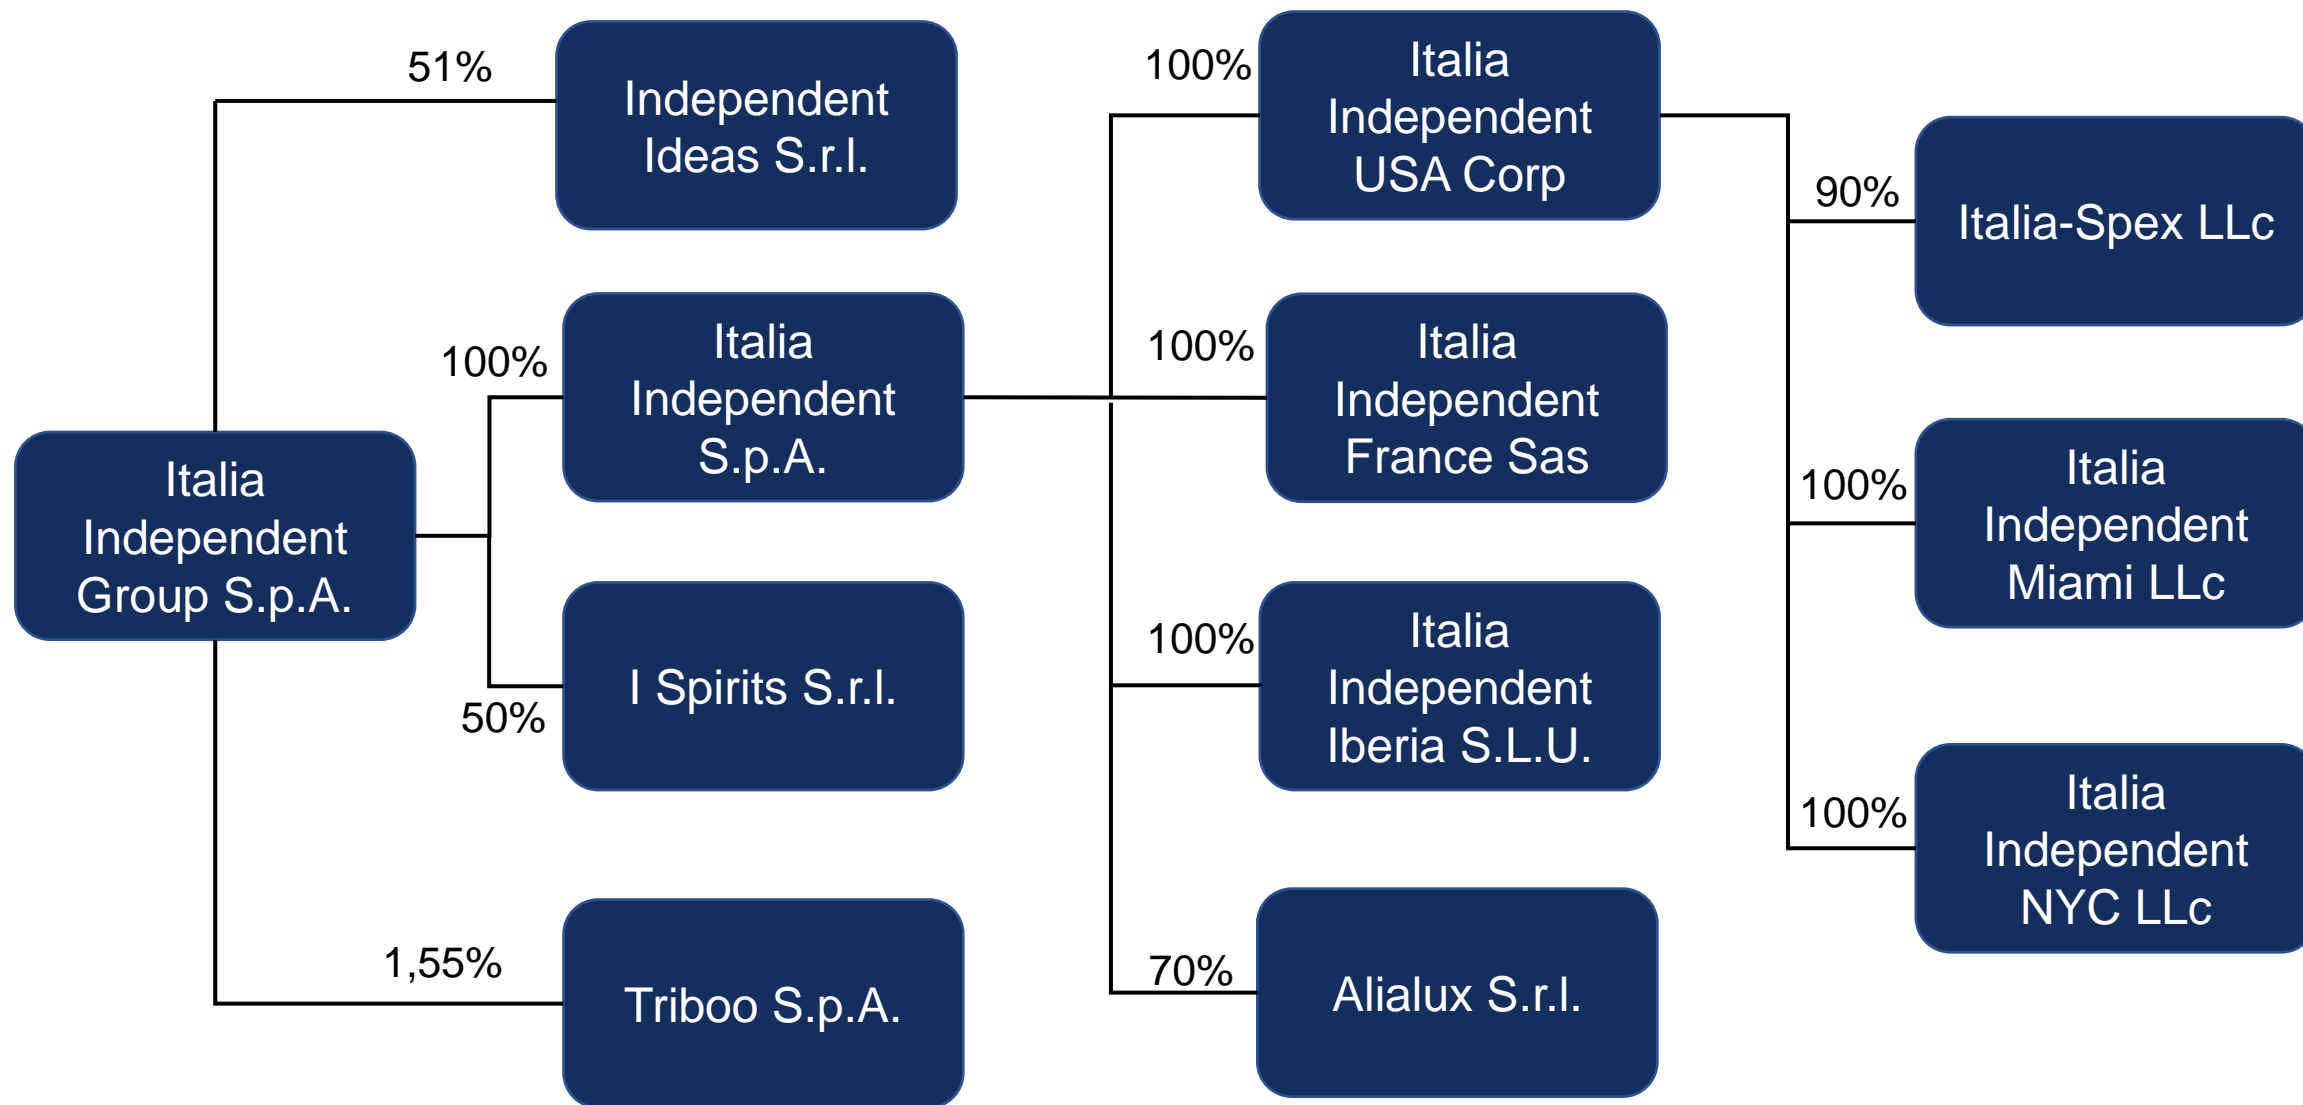 51%
Independent
Ideas S.r.l.
100%
Italia
Independent
USA Corp
90%
Italia-Spex LLc
Italia
Independent
Group S.p.A.
100%
Italia
Independent
S.p.A.
100%
Italia
Independent
France Sas
100%
Italia
Independent
Miami LLc
50%
I Spirits S.r.l.
100%
Italia
Independent
Iberia S.L.U.
100%
Italia
Independent
NYC LLc
1,55%
Triboo S.p.A.
70%
Alialux S.r.l.